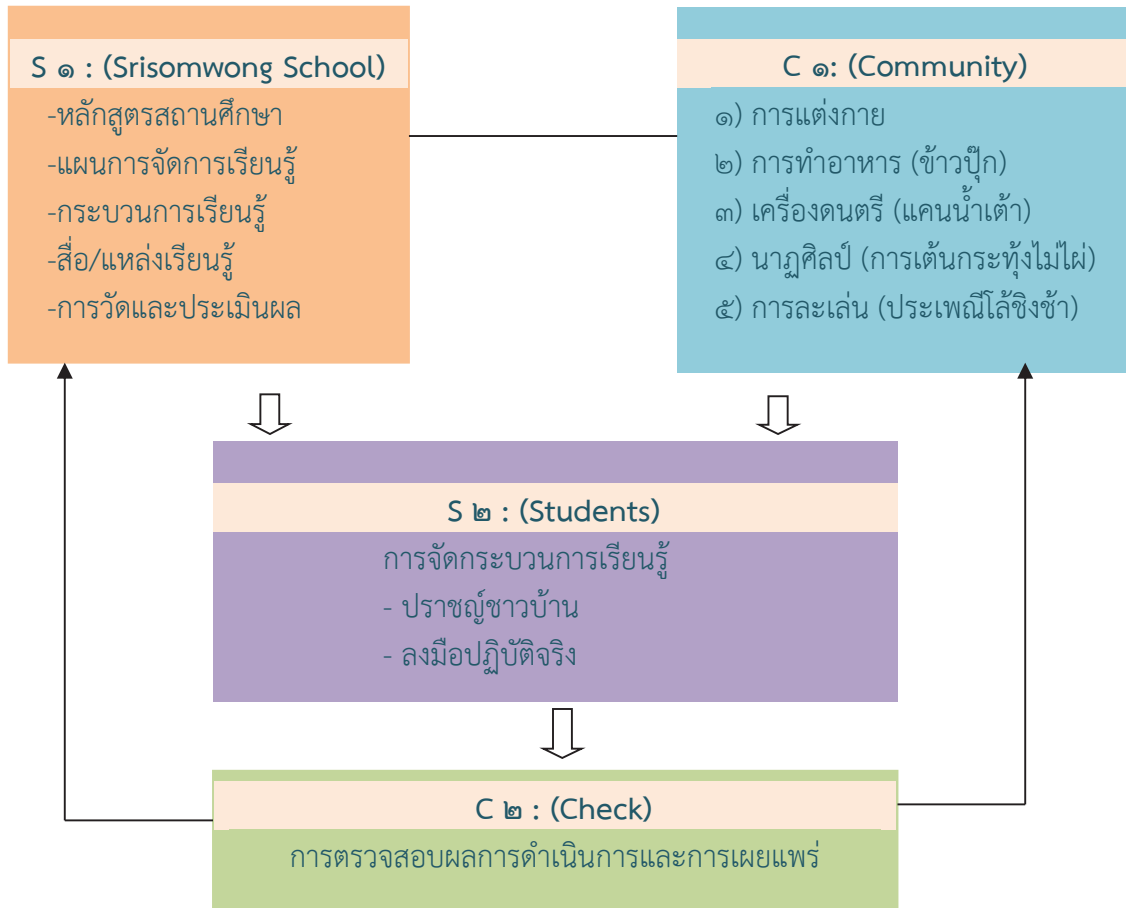 S ๑ : (Srisomwong School)
-หลักสูตรสถานศึกษา
-แผนการจัดการเรียนรู้
-กระบวนการเรียนรู้
-สื่อ/แหล่งเรียนรู้
-การวัดและประเมินผล
C ๑: (Community)
๑) การแต่งกาย
๒) การทำอาหาร (ข้าวปุ๊ก)
๓) เครื่องดนตรี (แคนน้ำเต้า)
๔) นาฏศิลป์ (การเต้นกระทุ้งไม่ไผ่)
๕) การละเล่น (ประเพณีโล้ชิงช้า)
S ๒ : (Students)
การจัดกระบวนการเรียนรู้
- ปราชญ์ชาวบ้าน
- ลงมือปฏิบัติจริง
C ๒ : (Check)
การตรวจสอบผลการดำเนินการและการเผยแพร่